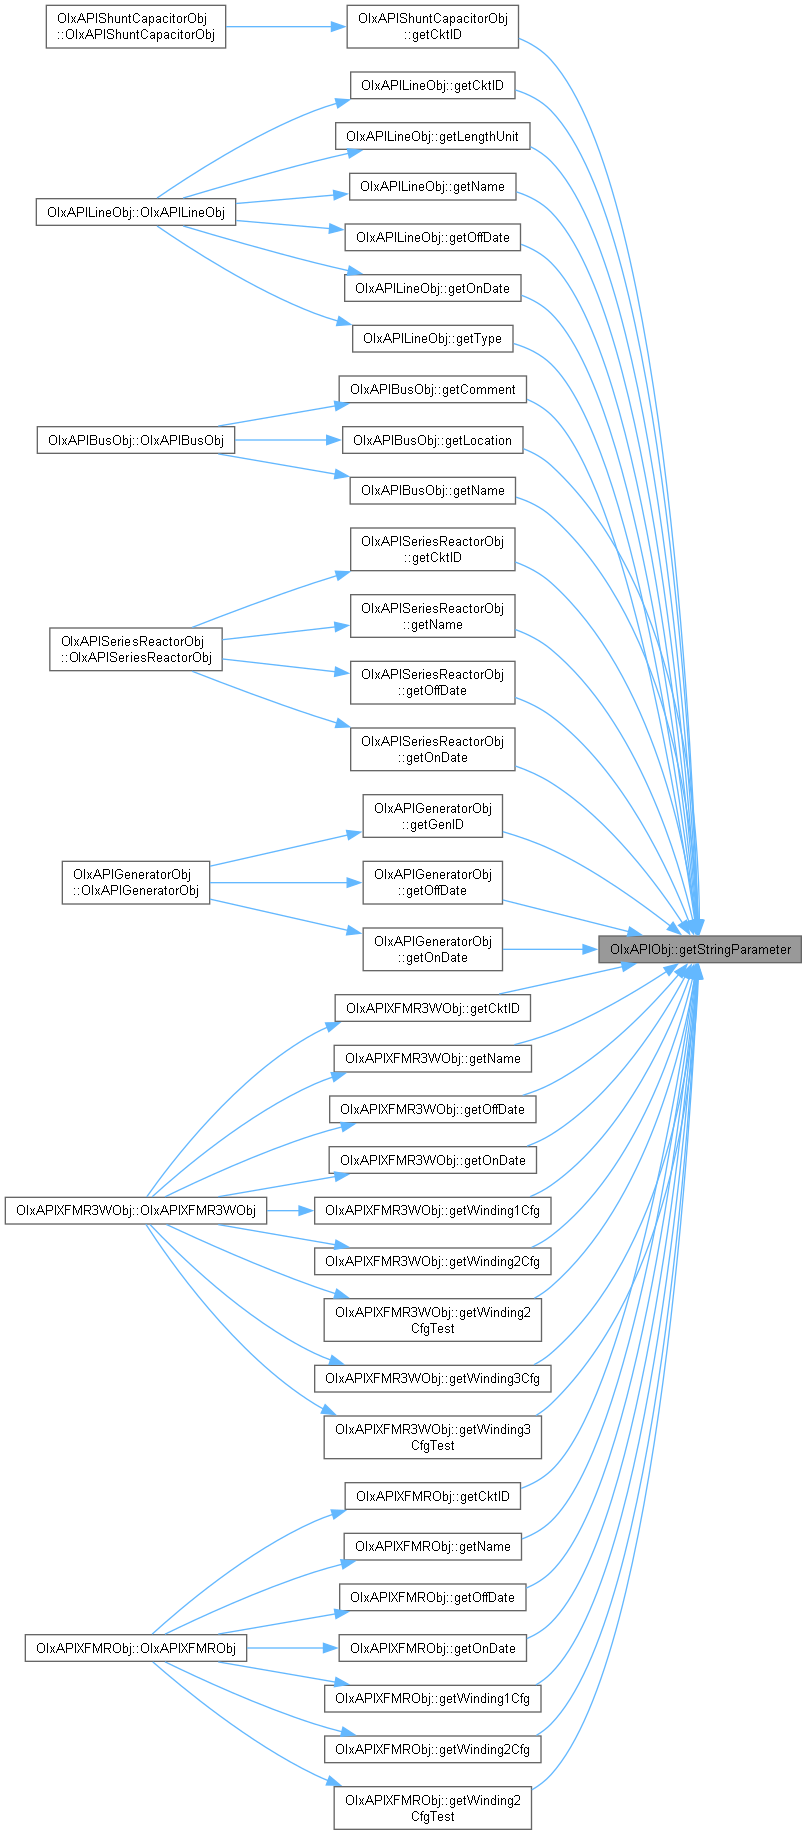 OlxAPIShuntCapacitorObj
::OlxAPIShuntCapacitorObj
OlxAPIShuntCapacitorObj
::getCktID
OlxAPILineObj::getCktID
OlxAPILineObj::getLengthUnit
OlxAPILineObj::getName
OlxAPILineObj::OlxAPILineObj
OlxAPILineObj::getOffDate
OlxAPILineObj::getOnDate
OlxAPILineObj::getType
OlxAPIBusObj::getComment
OlxAPIBusObj::OlxAPIBusObj
OlxAPIBusObj::getLocation
OlxAPIBusObj::getName
OlxAPISeriesReactorObj
::getCktID
OlxAPISeriesReactorObj
::getName
OlxAPISeriesReactorObj
::OlxAPISeriesReactorObj
OlxAPISeriesReactorObj
::getOffDate
OlxAPISeriesReactorObj
::getOnDate
OlxAPIGeneratorObj
::getGenID
OlxAPIGeneratorObj
::OlxAPIGeneratorObj
OlxAPIGeneratorObj
::getOffDate
OlxAPIGeneratorObj
::getOnDate
OlxAPIObj::getStringParameter
OlxAPIXFMR3WObj::getCktID
OlxAPIXFMR3WObj::getName
OlxAPIXFMR3WObj::getOffDate
OlxAPIXFMR3WObj::getOnDate
OlxAPIXFMR3WObj::OlxAPIXFMR3WObj
OlxAPIXFMR3WObj::getWinding1Cfg
OlxAPIXFMR3WObj::getWinding2Cfg
OlxAPIXFMR3WObj::getWinding2
CfgTest
OlxAPIXFMR3WObj::getWinding3Cfg
OlxAPIXFMR3WObj::getWinding3
CfgTest
OlxAPIXFMRObj::getCktID
OlxAPIXFMRObj::getName
OlxAPIXFMRObj::getOffDate
OlxAPIXFMRObj::OlxAPIXFMRObj
OlxAPIXFMRObj::getOnDate
OlxAPIXFMRObj::getWinding1Cfg
OlxAPIXFMRObj::getWinding2Cfg
OlxAPIXFMRObj::getWinding2
CfgTest